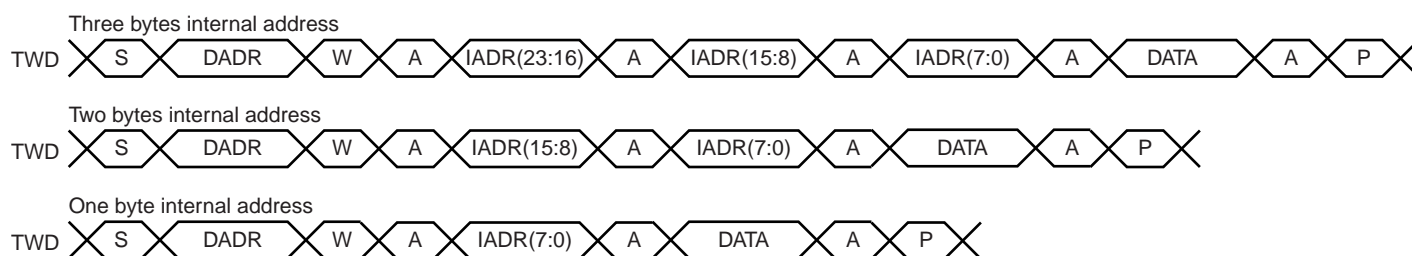 Three bytes internal address
TWD S DADR W A IADR(23:16) A IADR(15:8) A IADR(7:0) A DATA A P
Two bytes internal address
TWD S DADR W A IADR(15:8) A IADR(7:0) A DATA A P
One byte internal address
TWD S DADR W A IADR(7:0) A DATA A P